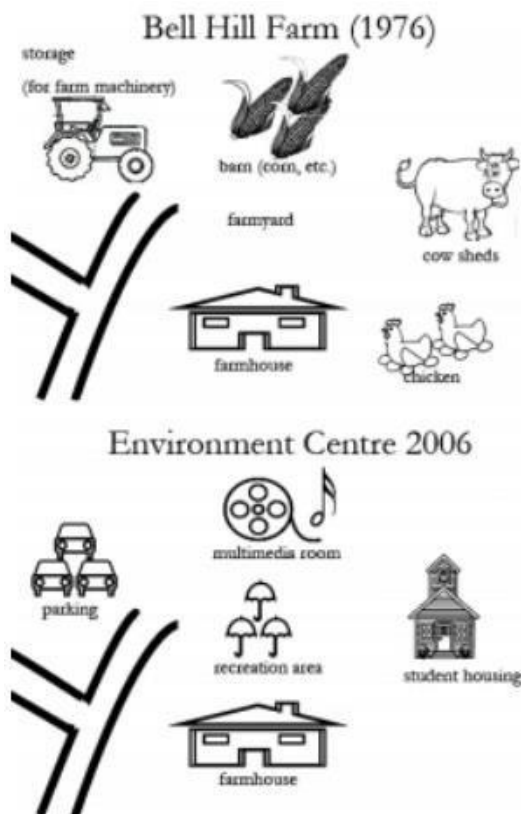 Bell Hill Farm (1976)
storage
(for farm machinery)
barn (corn, etc.)
farmyard
cow sheds
farmhouse
chicken
Environment Centre 2006
multimedia room
parking
recreation area
student housing
farmhouse